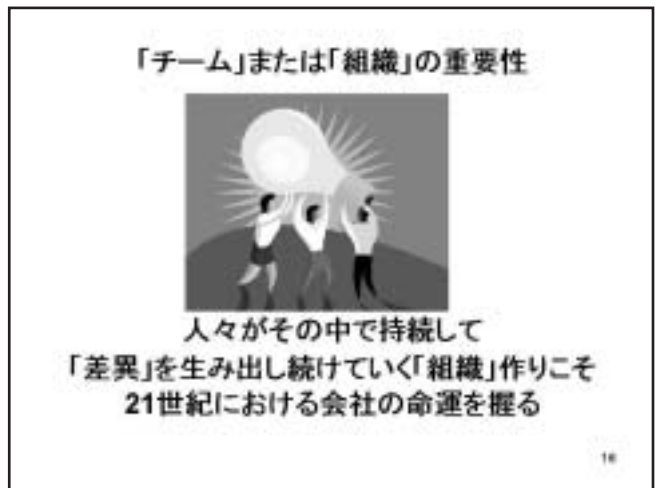 「チーム」または「組織」の重要性
人々がその中で持続して
「差異」を生み出し続けていく「組織」作りこそ
21世紀における会社の命運を握る